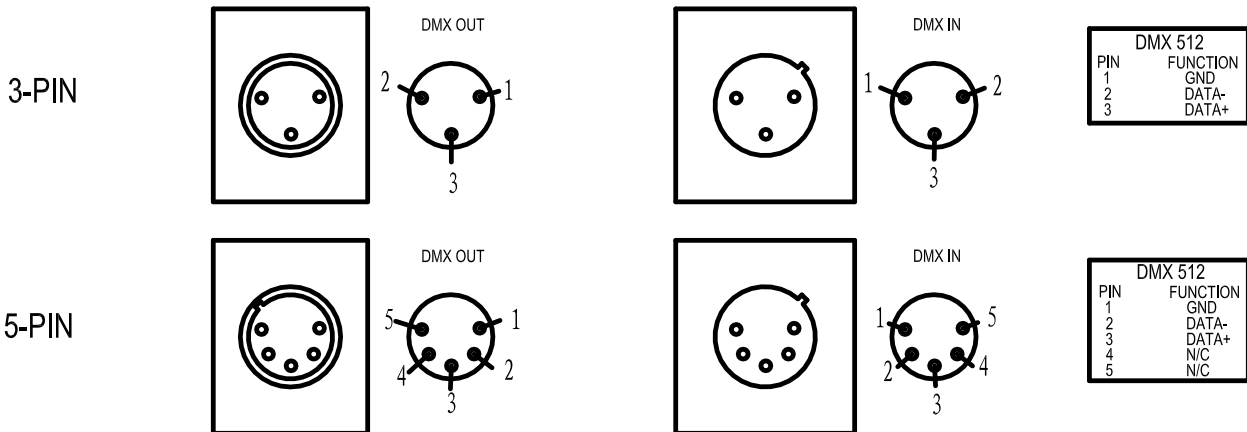 3-PIN
DMX OUT
2
1
3
DMX IN
1
2
3
DMX 512
PIN FUNCTION
1 GND
2 DATA-
3 DATA+
5-PIN
DMX OUT
5
1
4
2
3
DMX IN
1
5
2
4
3
DMX 512
PIN FUNCTION
1 GND
2 DATA-
3 DATA+
4 N/C
5 N/C